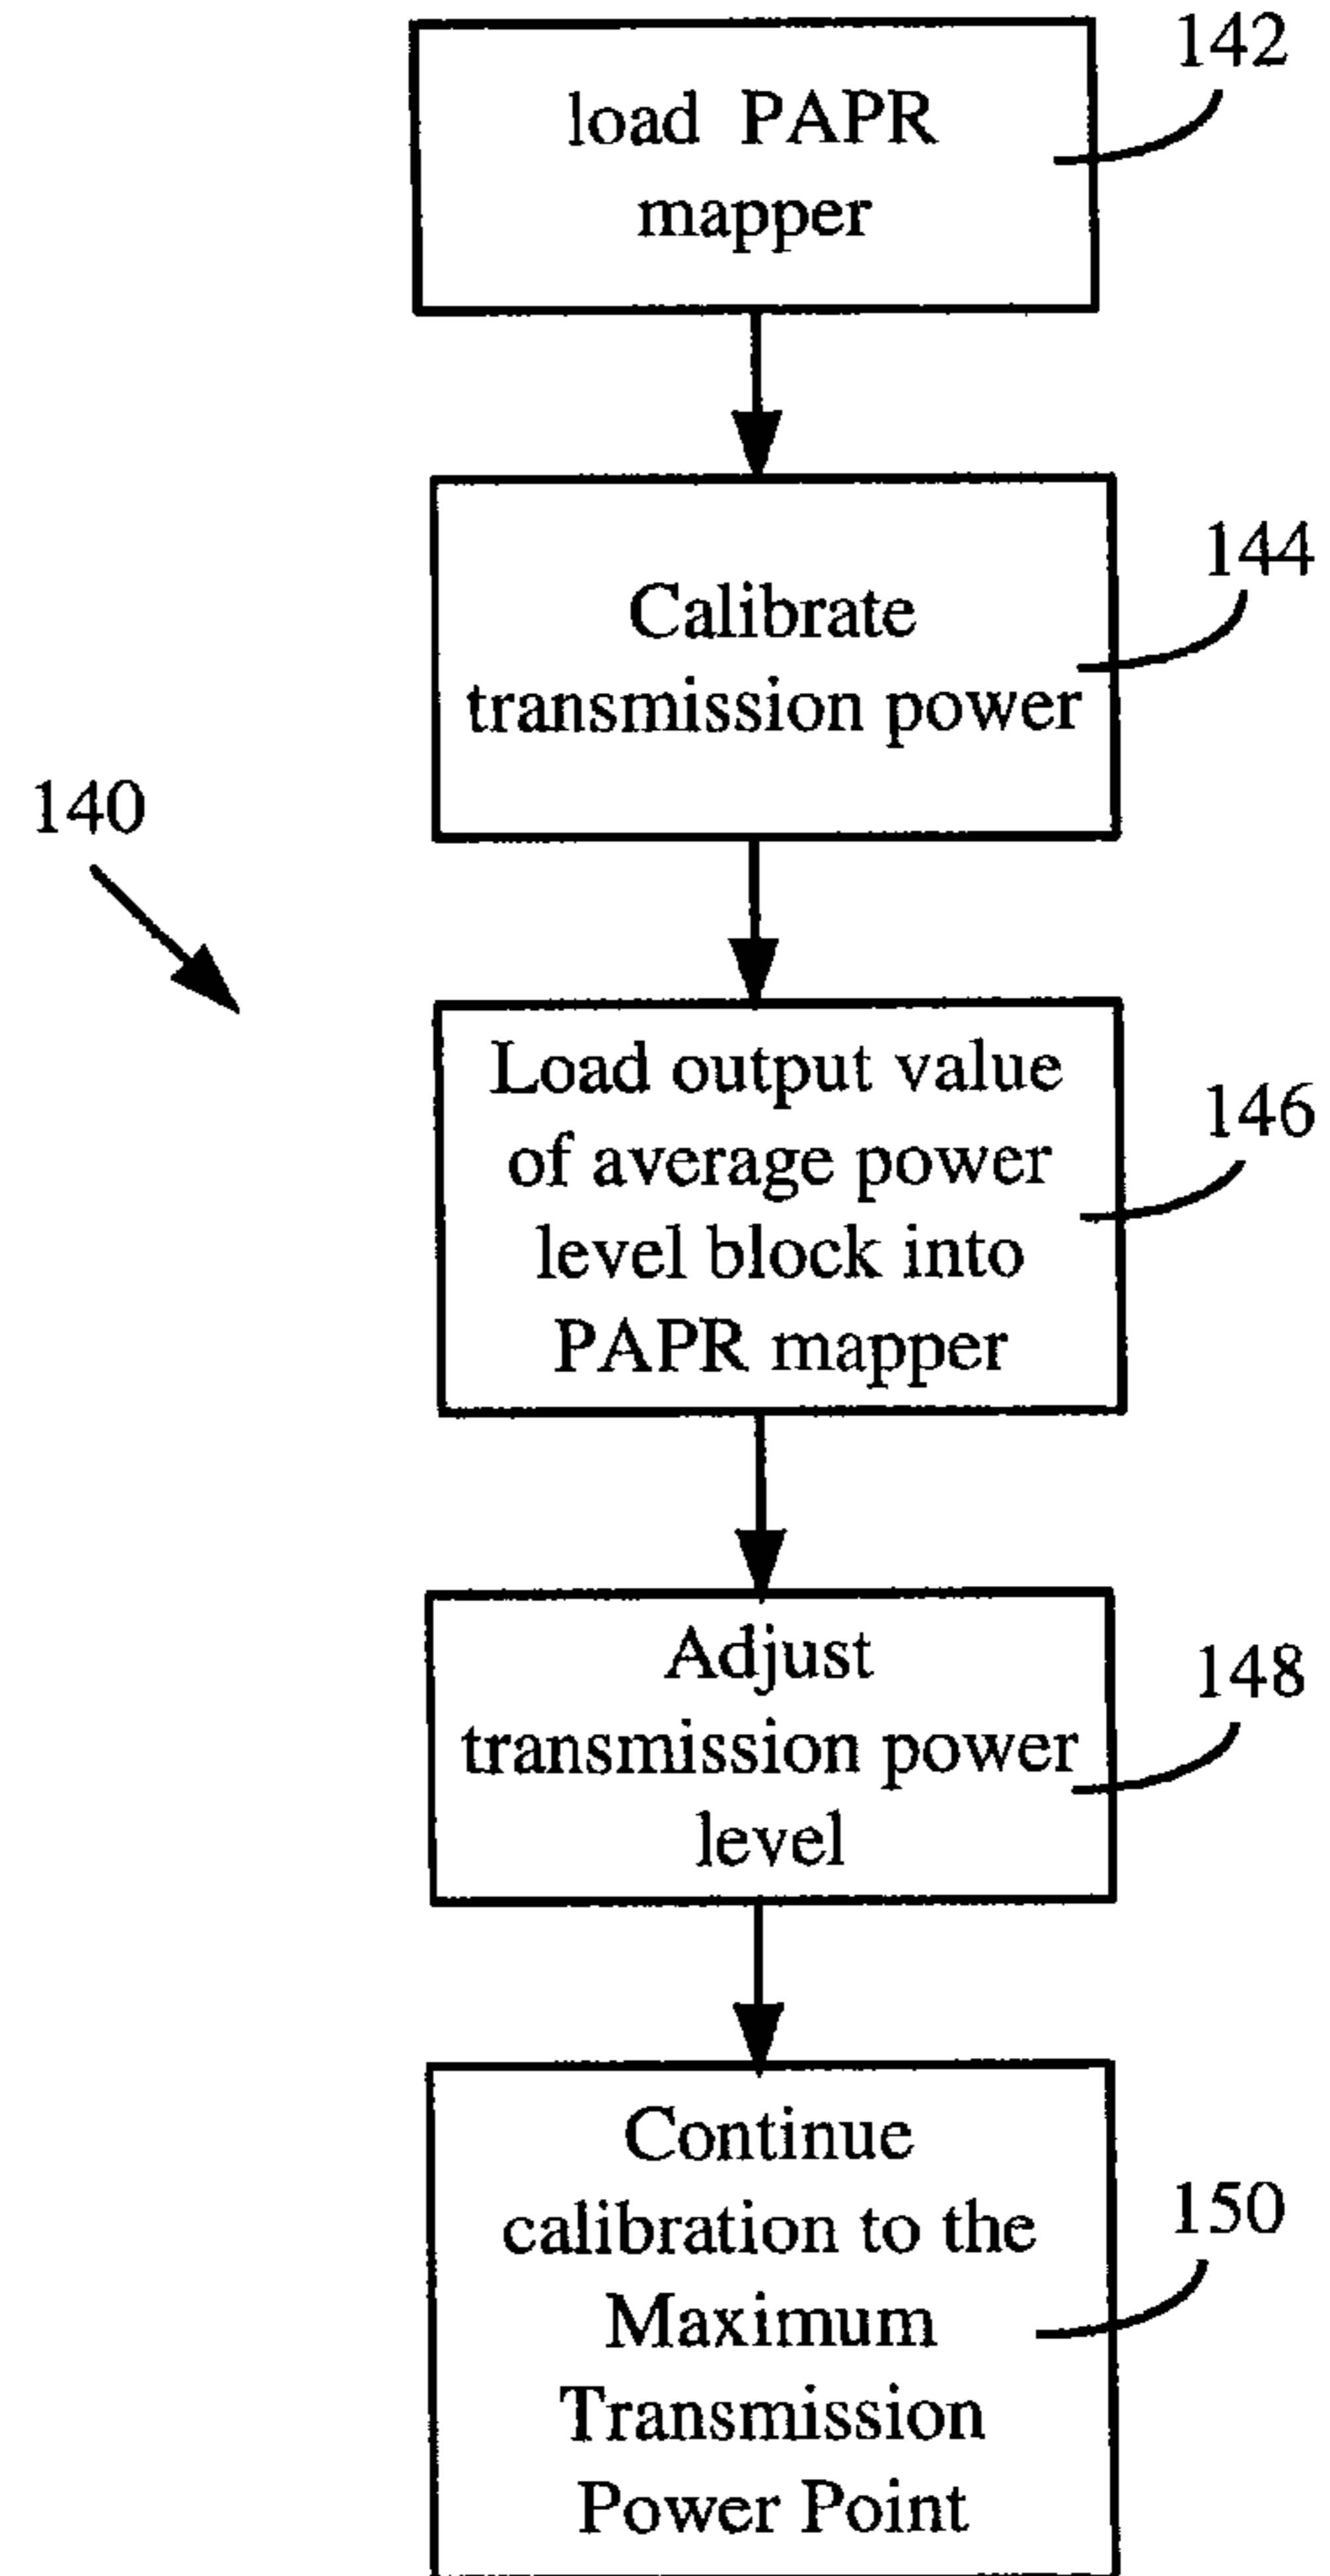 142
load PAPR
mapper
144
Calibrate
transmission power
140
Load output value
of average power
level block into
PAPR mapper
146
Adjust
transmission power
level
148
Continue
calibration to the
Maximum
Transmission
Power Point
150